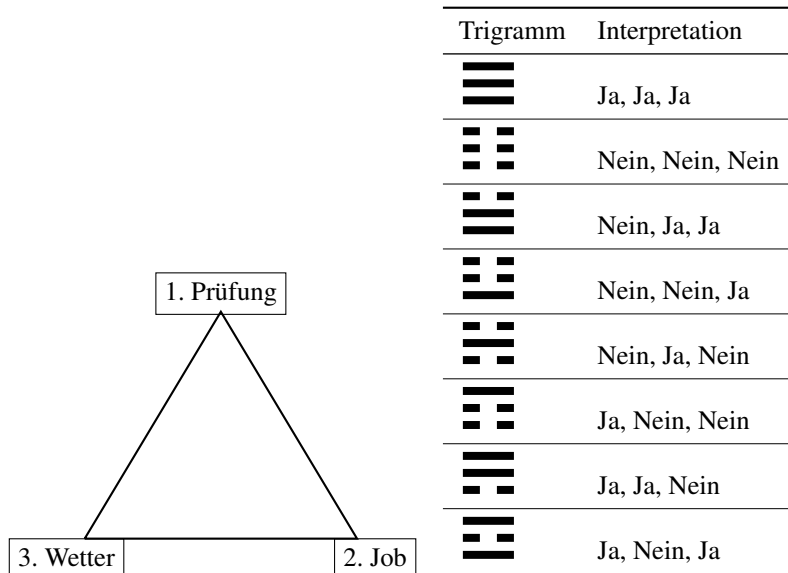 Trigramm Interpretation
Ja, Ja, Ja
Nein, Nein, Nein
Nein, Ja, Ja
Nein, Nein, Ja
Nein, Ja, Nein
Ja, Nein, Nein
Ja, Ja, Nein
Ja, Nein, Ja
1. Prüfung
3. Wetter
2. Job